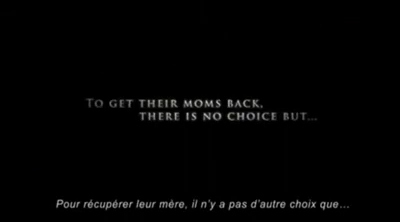 TO GET THEIR MOMS BACK,
THERE IS NO CHOICE BUT...
Pour récupérer leur mère, il n'y a pas d'autre choix que...